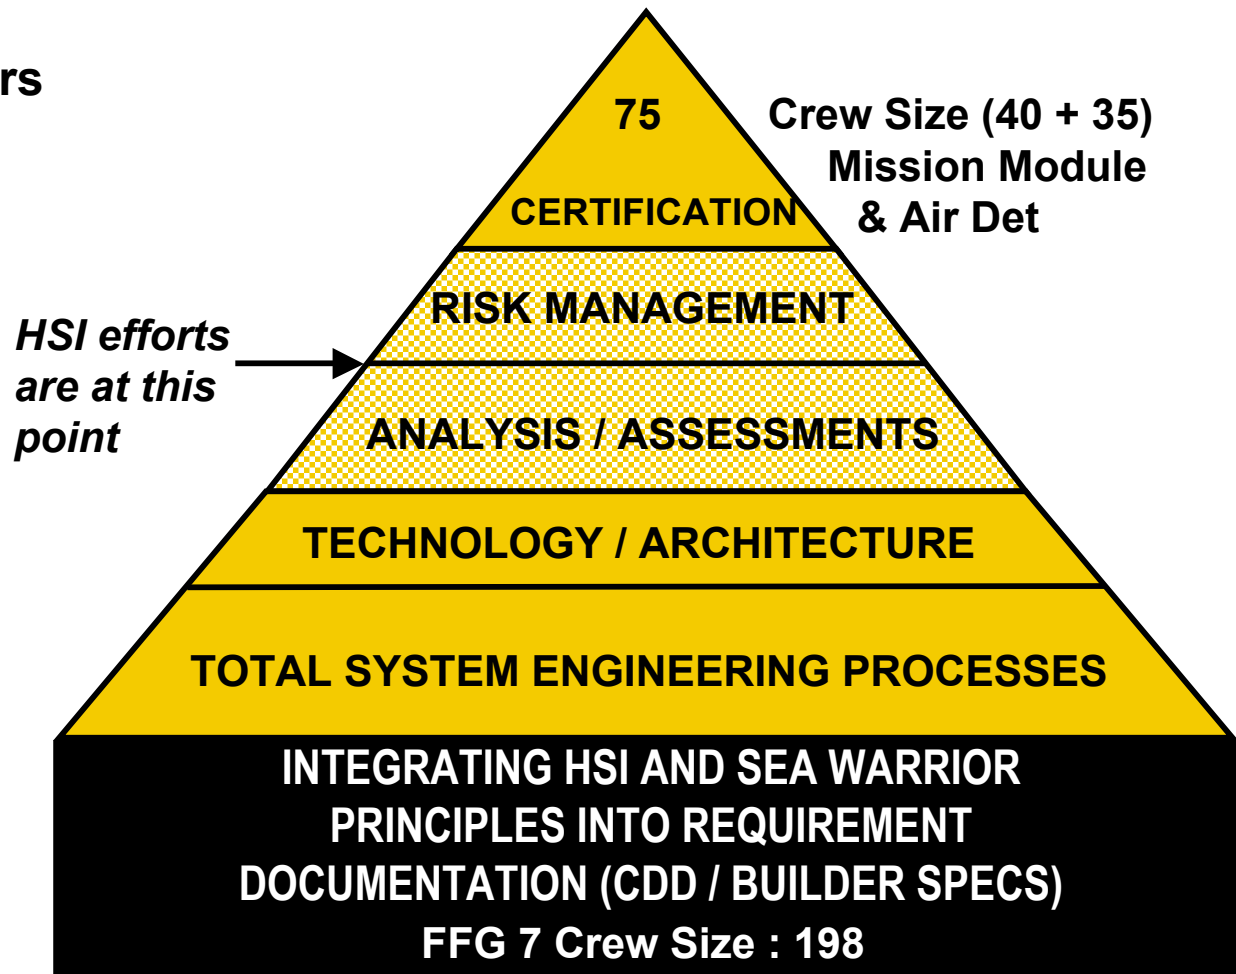 rs
75
CERTIFICATION
Crew Size (40 + 35)
Mission Module
& Air Det
RISK MANAGEMENT
HSI efforts
are at this
point
ANALYSIS / ASSESSMENTS
TECHNOLOGY / ARCHITECTURE
TOTAL SYSTEM ENGINEERING PROCESSES
INTEGRATING HSI AND SEA WARRIOR
PRINCIPLES INTO REQUIREMENT
DOCUMENTATION (CDD / BUILDER SPECS)
FFG 7 Crew Size : 198